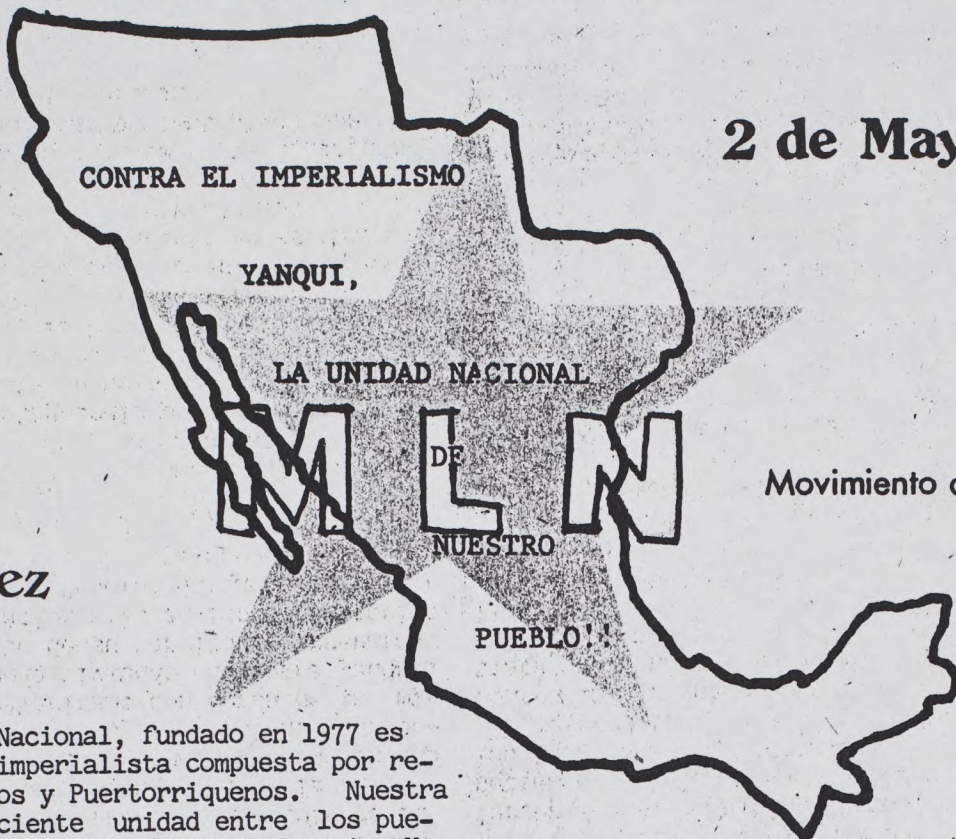 2 de May
CONTRA EL IMPERIALISMO
YANQUI,
LA UNIDAD NACIONAL
MLN
DE
NUESTRO
PUEBLO!!
Movimiento
ez
Nacional, fundado en 1977 es
imperialista compuesta por re-
os y Puertorriquenos. Nuestra
ciente unidad entre los pue-